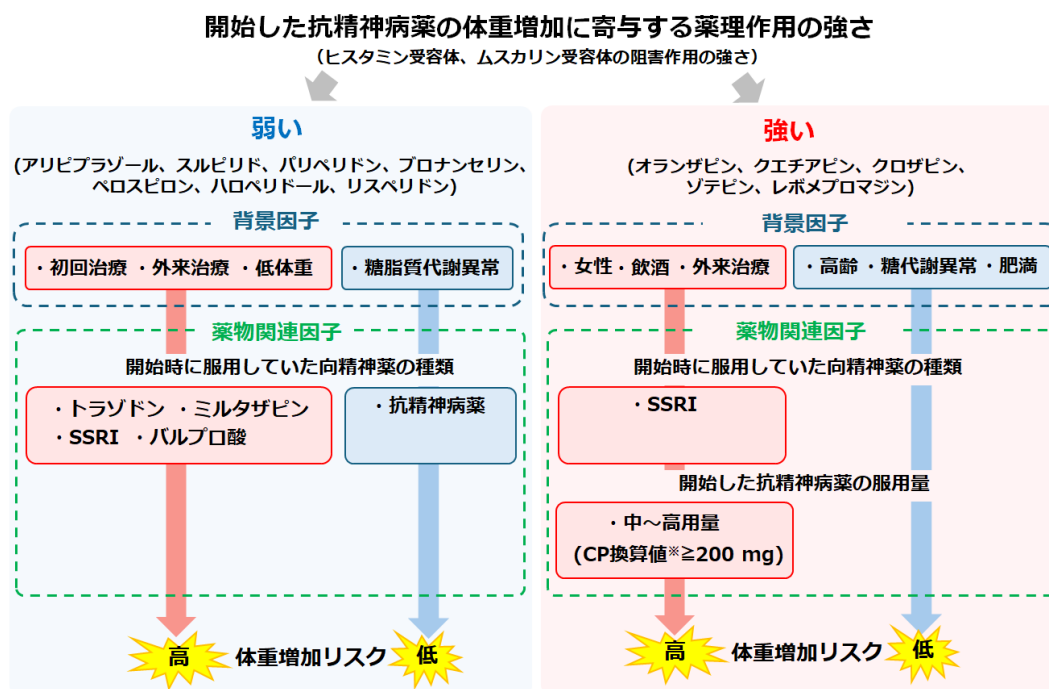 開始した抗精神病薬の体重増加に寄与する薬理作用の強さ
（ヒスタミン受容体、ムスカリン受容体の阻害作用の強さ）
弱い
(アリピプラゾール、スルピリド、パリペリドン、ブロナンセリン、
ペロスピロン、ハロペリドール、リスペリドン)
背景因子
・初回治療 ・外来治療 ・低体重
・糖脂質代謝異常
薬物関連因子
開始時に服用していた向精神薬の種類
・トラゾドン ・ミルタザピン
・SSRI ・バルプロ酸
・抗精神病薬
高
体重増加リスク
低
強い
(オランザピン、クエチアピン、クロザピン、
ゾテピン、レボメプロマジン)
背景因子
・女性・飲酒・外来治療
・高齢・糖代謝異常・肥満
薬物関連因子
開始時に服用していた向精神薬の種類
・SSRI
開始した抗精神病薬の服用量
・中～高用量
(CP換算値※≧200 mg)
高
体重増加リスク
低